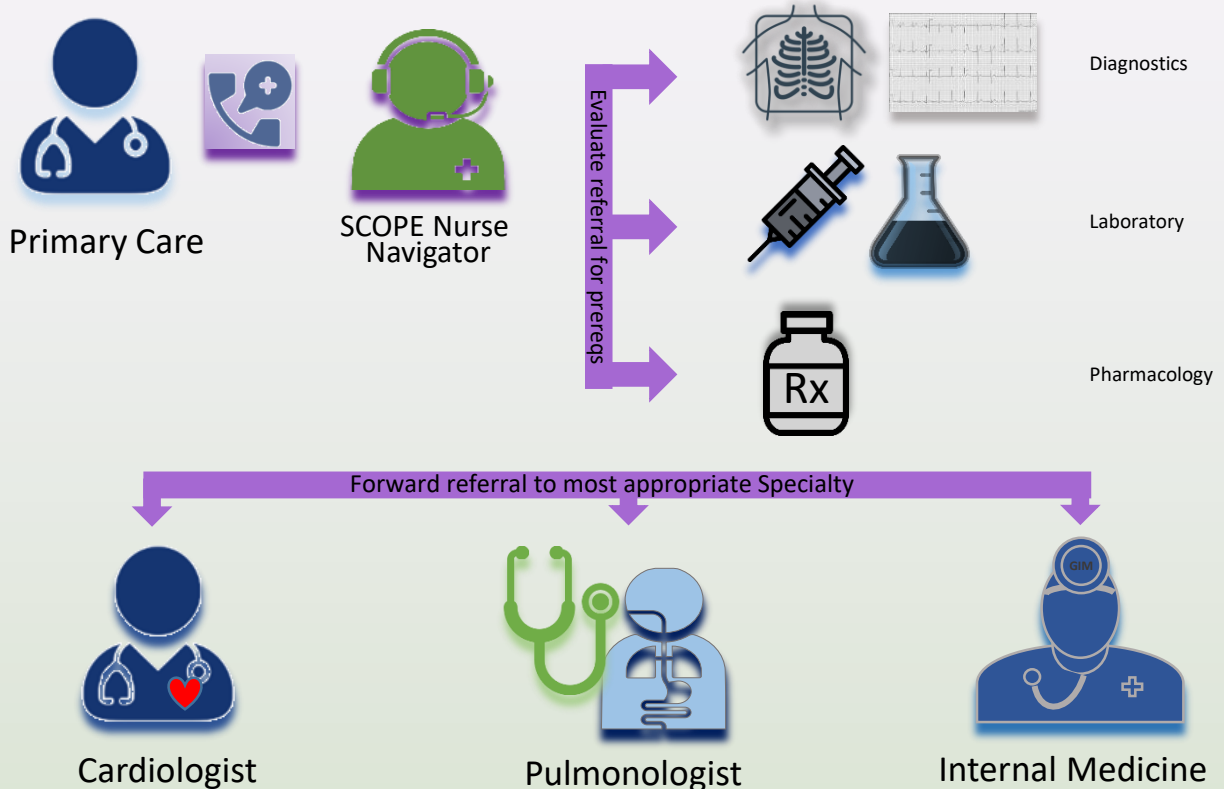 Primary Care
SCOPE Nurse
Navigator
Evaluate referral for prereqs
Diagnostics
Laboratory
Rx
Pharmacology
Forward referral to most appropriate Specialty
GIM
Cardiologist
Pulmonologist
Internal Medicine